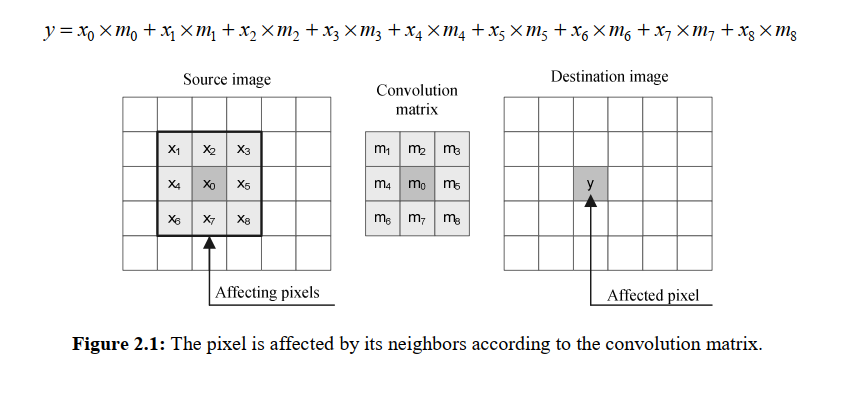 y = x₀ × m₀ + x₁ × m₁ + x₂ × m₂ + x₃ × m₃ + x₄ × m₄ + x₅ × m₅ + x₆ × m₆ + x₇ × m₇ + x₈ × m₈
Source image
Convolution
matrix
Destination image
x₁ x₂ x₃
x₄ x₀ x₅
x₆ x₇ x₈
m₁ m₂ m₃
m₄ m₀ m₅
m₆ m₇ m₈
y
Affecting pixels
Affected pixel
Figure 2.1: The pixel is affected by its neighbors according to the convolution matrix.